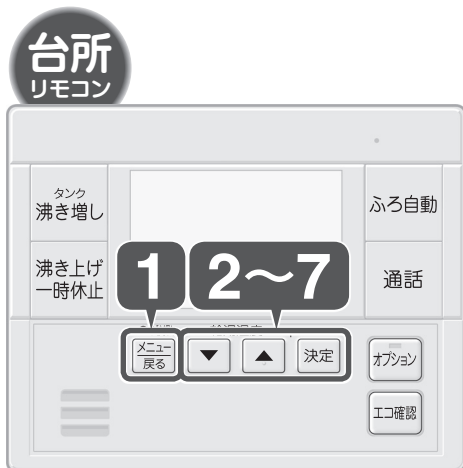 台所
リモコン
タンク
沸き増し
ふろ自動
沸き上げ
一時休止
1
2～7
通話
メニュー
戻る
▼
▲
決定
オプション
エコ確認